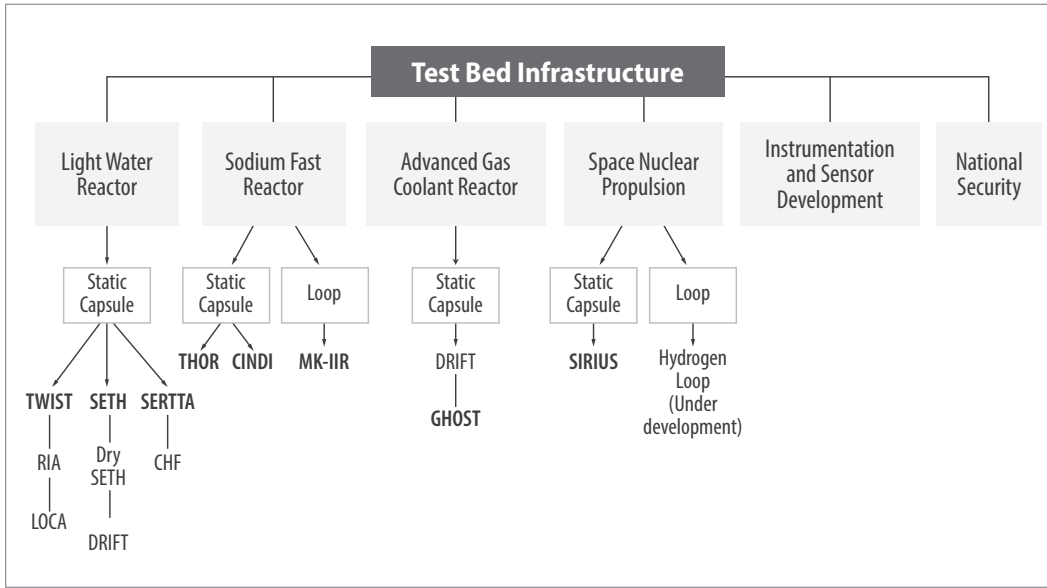 Test Bed Infrastructure
Light Water
Reactor
Sodium Fast
Reactor
Advanced Gas
Coolant Reactor
Space Nuclear
Propulsion
Instrumentation
and Sensor
Development
National
Security
Static
Capsule
Static
Capsule
Loop
Static
Capsule
Static
Capsule
Loop
THOR
CINDI
MK-IIR
DRIFT
GHOST
SIRIUS
Hydrogen
Loop
(Under
development)
TWIST
SETH
SERTTA
RIA
Dry
SETH
CHF
LOCA
DRIFT